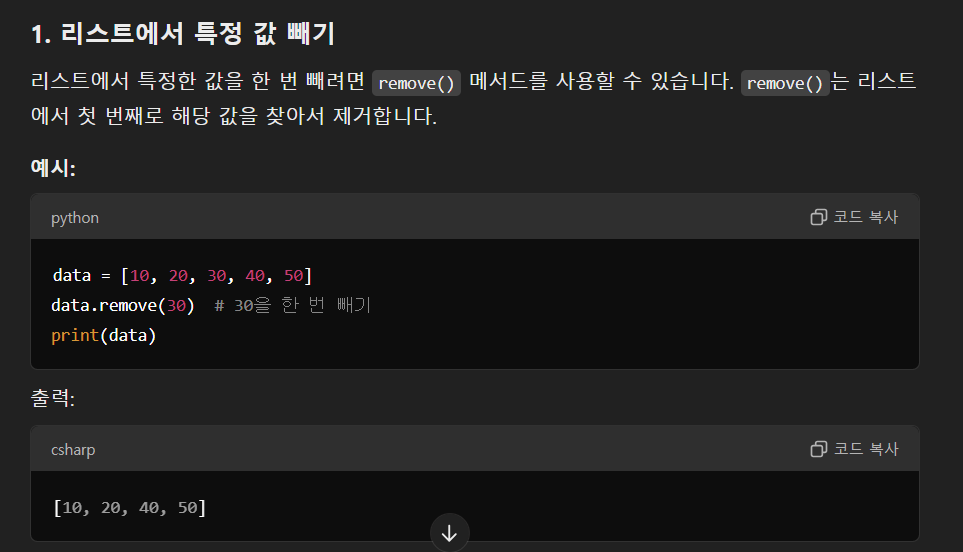 1. 리스트에서 특정 값 빼기
리스트에서 특정한 값을 한 번 빼려면 remove() 메서드를 사용할 수 있습니다. remove()는 리스트
에서 첫 번째로 해당 값을 찾아서 제거합니다.
예시:
python 코드 복사
data = [10, 20, 30, 40, 50]
data.remove(30)  # 30을 한 번 빼기
print(data)
출력:
csharp 코드 복사
[10, 20, 40, 50]